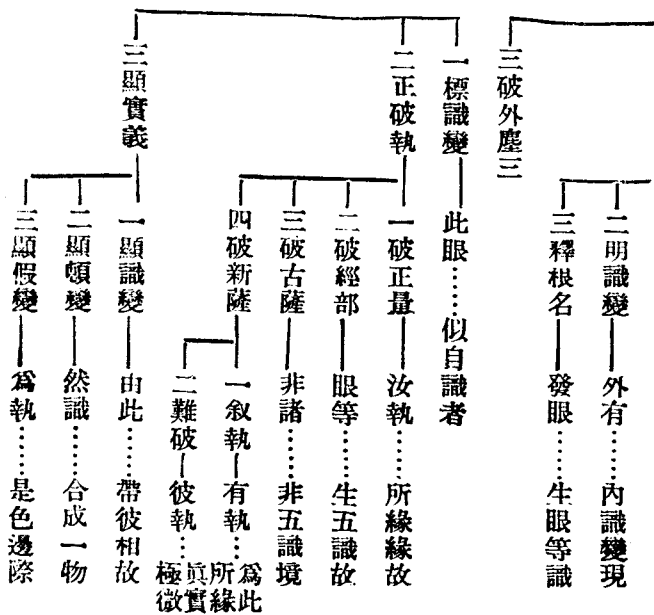 二明識變 外有……內識變現
三釋根名 發眼……生眼等識
三破外塵三
一標識變 此眼……似自識者
二正破執
一破正量 汝執……所緣緣故
二破經部 眼等……生五識故
三破古薩 非諸……非五識境
四破新薩
一叙執 有執…爲此
所緣
二難破 彼執…眞實
極微
三顯實義
一顯識變 由此……帶彼相故
二顯頓變 然識……合成一物
三顯假變 爲執……是色邊際